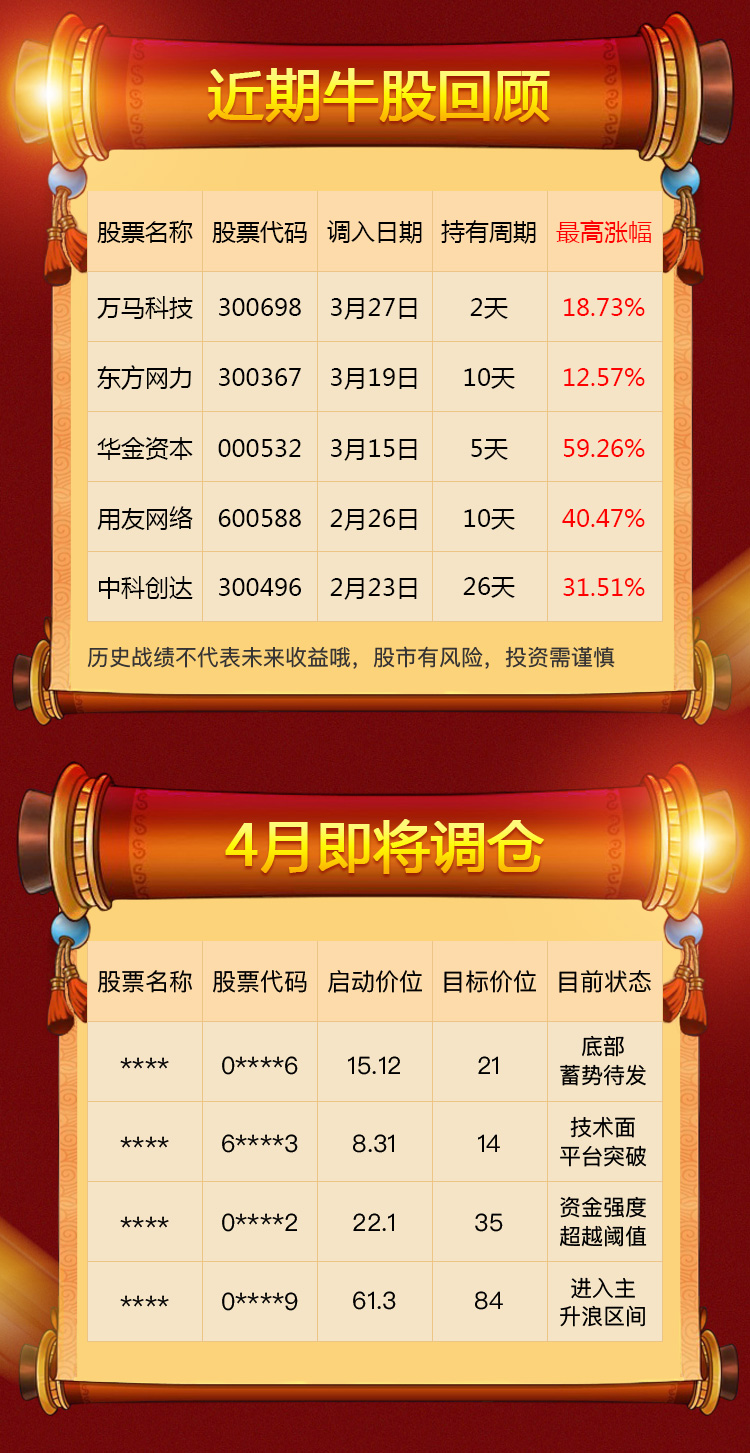 近期牛股回顾
股票名称 股票代码 调入日期 持有周期 最高涨幅
万马科技 300698 3月27日 2天 18.73%
东方网力 300367 3月19日 10天 12.57%
华金资本 000532 3月15日 5天 59.26%
用友网络 600588 2月26日 10天 40.47%
中科创达 300496 2月23日 26天 31.51%
历史战绩不代表未来收益哦，股市有风险，投资需谨慎
4月即将调仓
股票名称 股票代码 启动价位 目标价位 目前状态
**** 0****6 15.12 21 底部
蓄势待发
**** 6****3 8.31 14 技术面
平台突破
**** 0****2 22.1 35 资金强度
超越阈值
**** 0****9 61.3 84 进入主
升浪区间